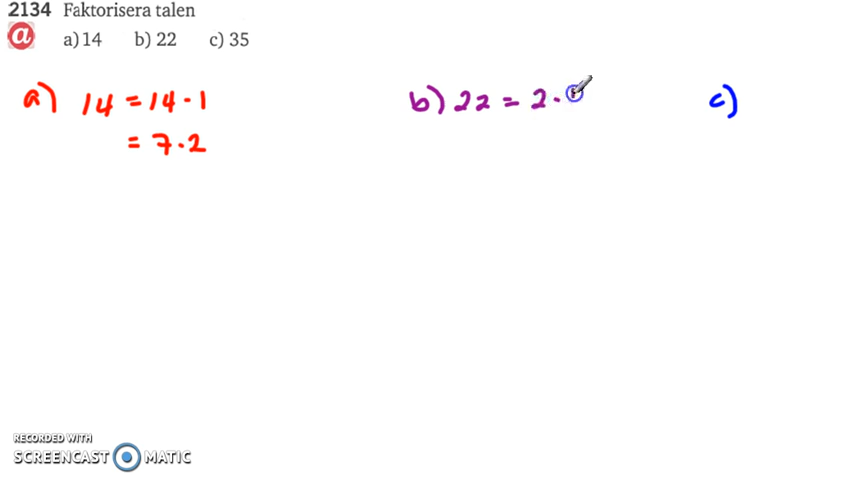 2134 Faktorisera talen
a a) 14 b) 22 c) 35
a) 14 = 14 · 1
= 7 · 2
b) 22 = 2 ·
c)
RECORDED WITH
SCREENCAST MATIC